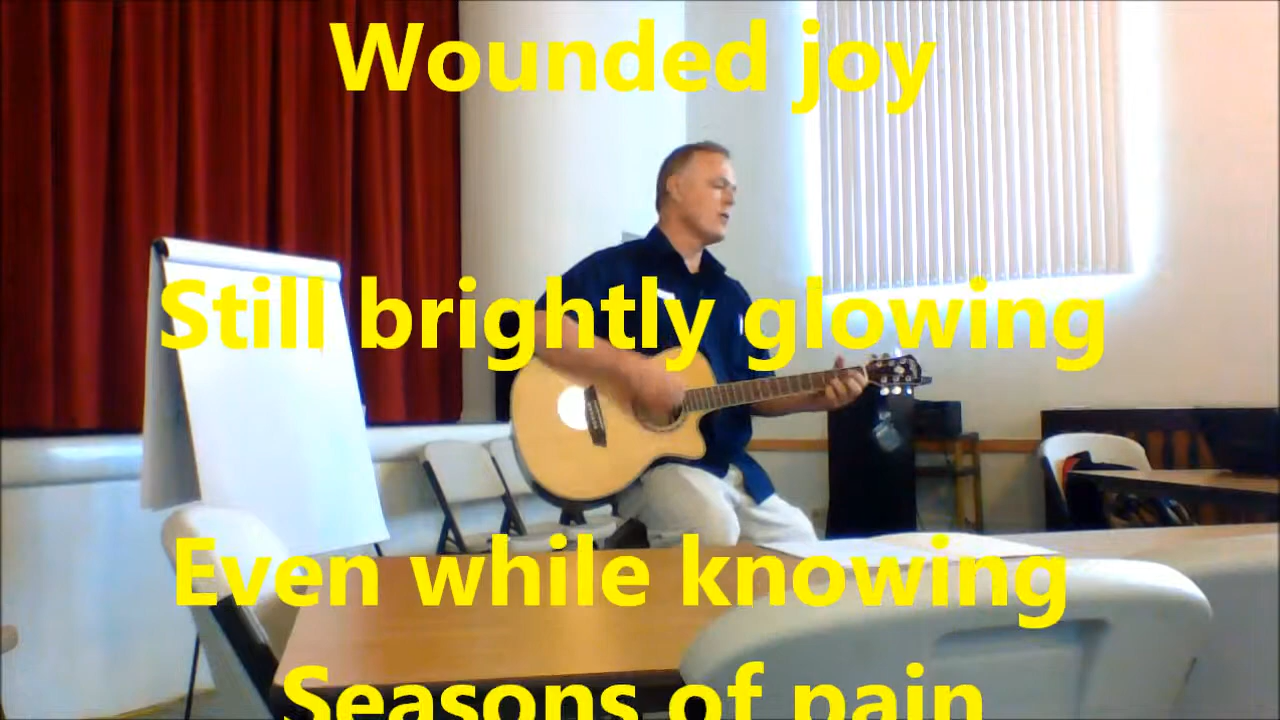 Wounded joy
Still brightly glowing
Even while knowing
Seasons of pain